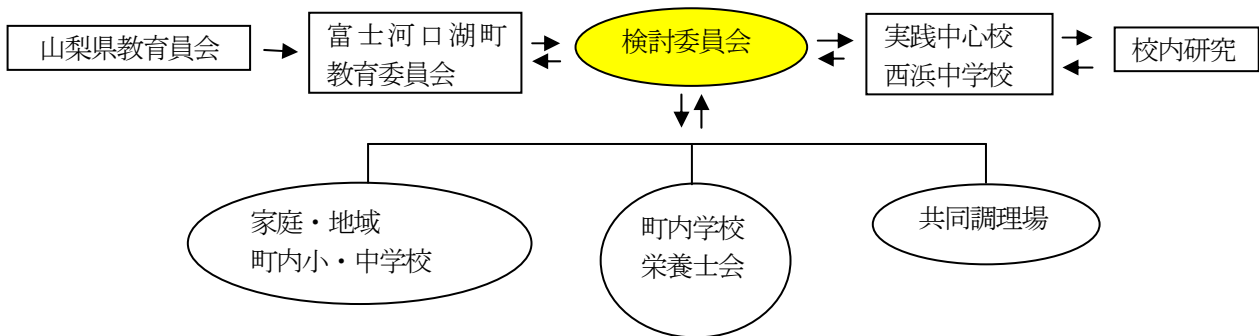 山梨県教育員会
富士河口湖町
教育委員会
検討委員会
実践中心校
西浜中学校
校内研究
家庭・地域
町内小・中学校
町内学校
栄養士会
共同調理場